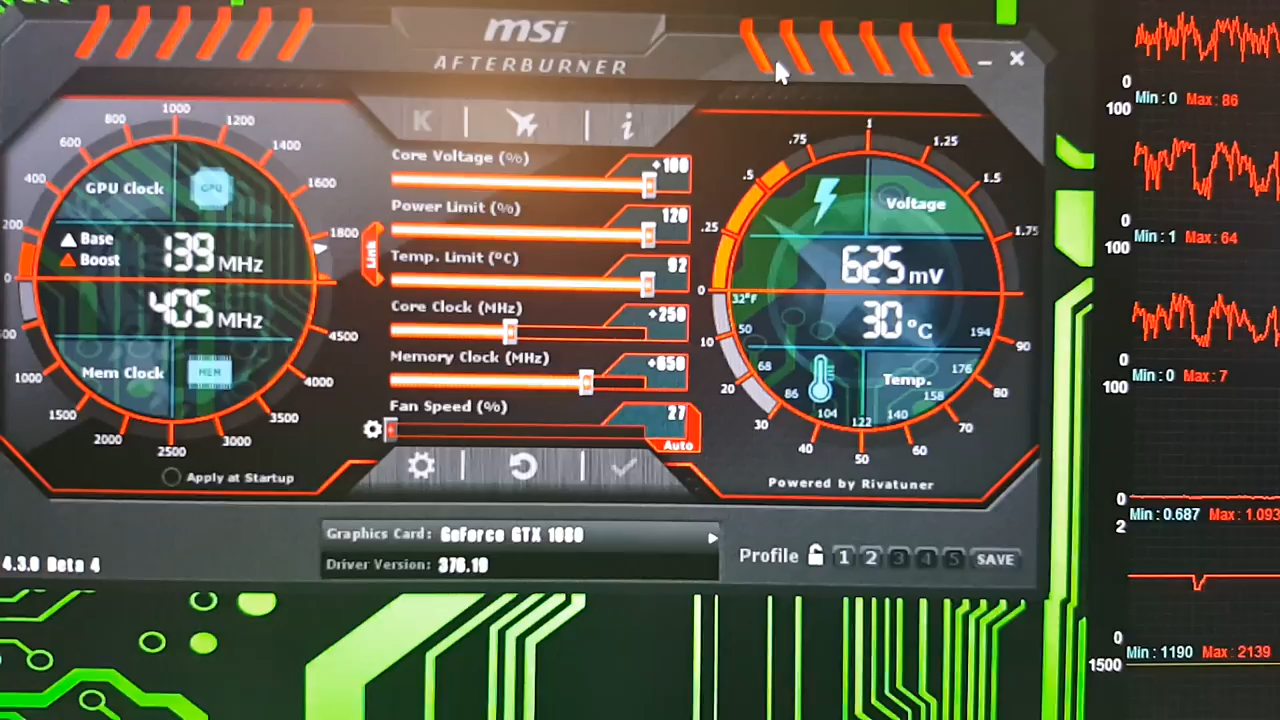 msi
AFTERBURNER
K
i
GPU Clock
GPU
Base
Boost
139 MHz
405 MHz
Mem Clock
MEM
0
200
400
600
800
1000
1200
1400
1600
1800
1000
1500
2000
2500
3000
3500
4000
4500
Apply at Startup
Link
Core Voltage (%)
+100
Power Limit (%)
120
Temp. Limit (°C)
92
Core Clock (MHz)
+250
Memory Clock (MHz)
+650
Fan Speed (%)
27
Auto
0
.25
.5
.75
1
1.25
1.5
1.75
Voltage
625 mV
30 °C
Temp.
32°F
50
68
86
104
122
140
158
176
194
10
20
30
40
50
60
70
80
90
Powered by Rivatuner
Graphics Card: GeForce GTX 1080
Driver Version: 376.19
Profile 1 2 3 4 5 SAVE
4.3.0 Beta 4
0
100
Min : 0 Max : 86
0
100
Min : 1 Max : 64
0
100
Min : 0 Max : 7
0
2
Min : 0.687 Max : 1.093
0
1500
Min : 1190 Max : 2139